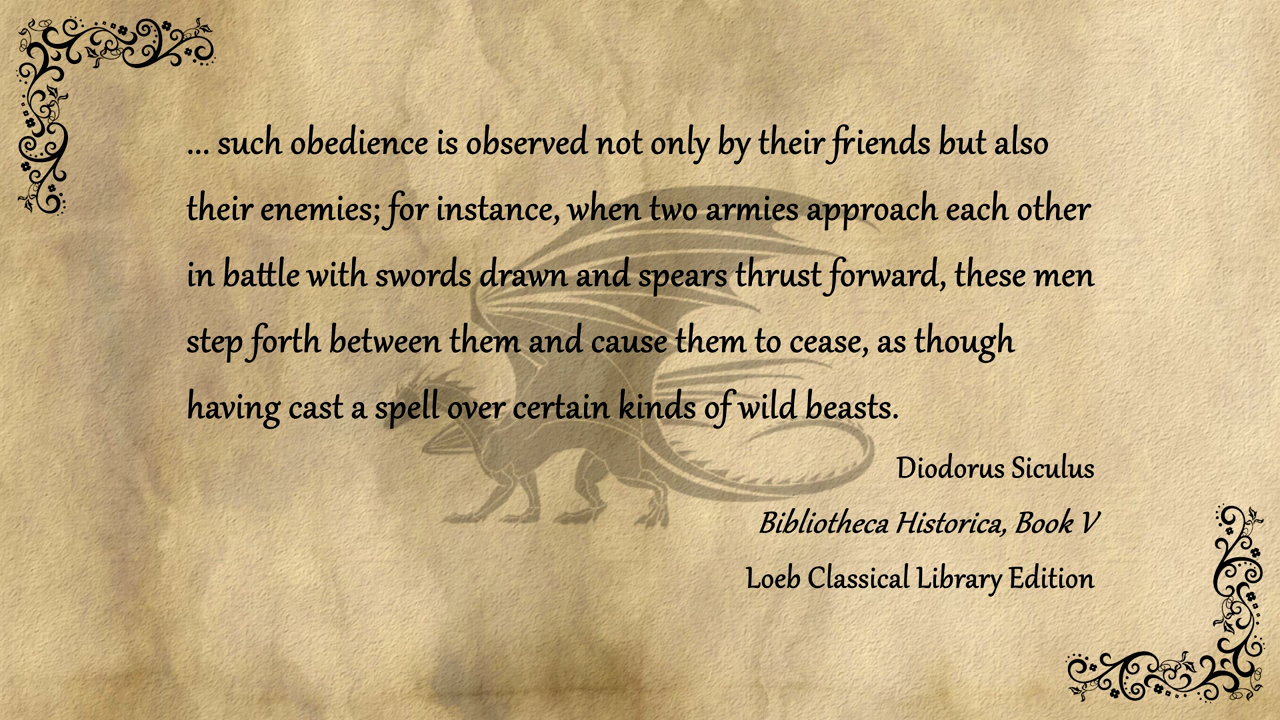 ... such obedience is observed not only by their friends but also
their enemies; for instance, when two armies approach each other
in battle with swords drawn and spears thrust forward, these men
step forth between them and cause them to cease, as though
having cast a spell over certain kinds of wild beasts.
Diodorus Siculus
Bibliotheca Historica, Book V
Loeb Classical Library Edition